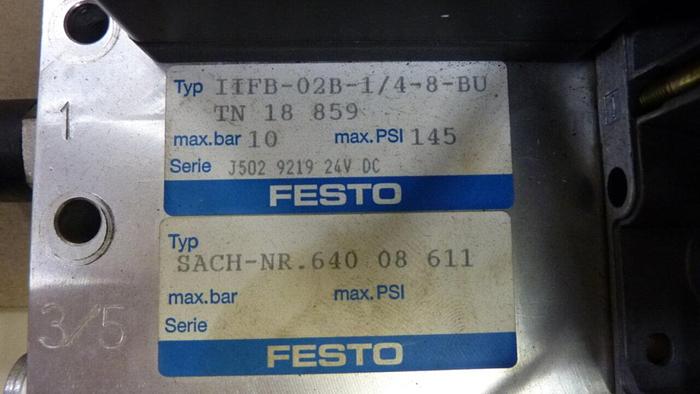 1
Typ IIFB-02B-1/4-8-BU
TN 18 859
max.bar 10 max.PSI 145
Serie J502 9219 24V DC
FESTO
Typ
SACH-NR.640 08 611
max.bar max.PSI
Serie
3/5
FESTO